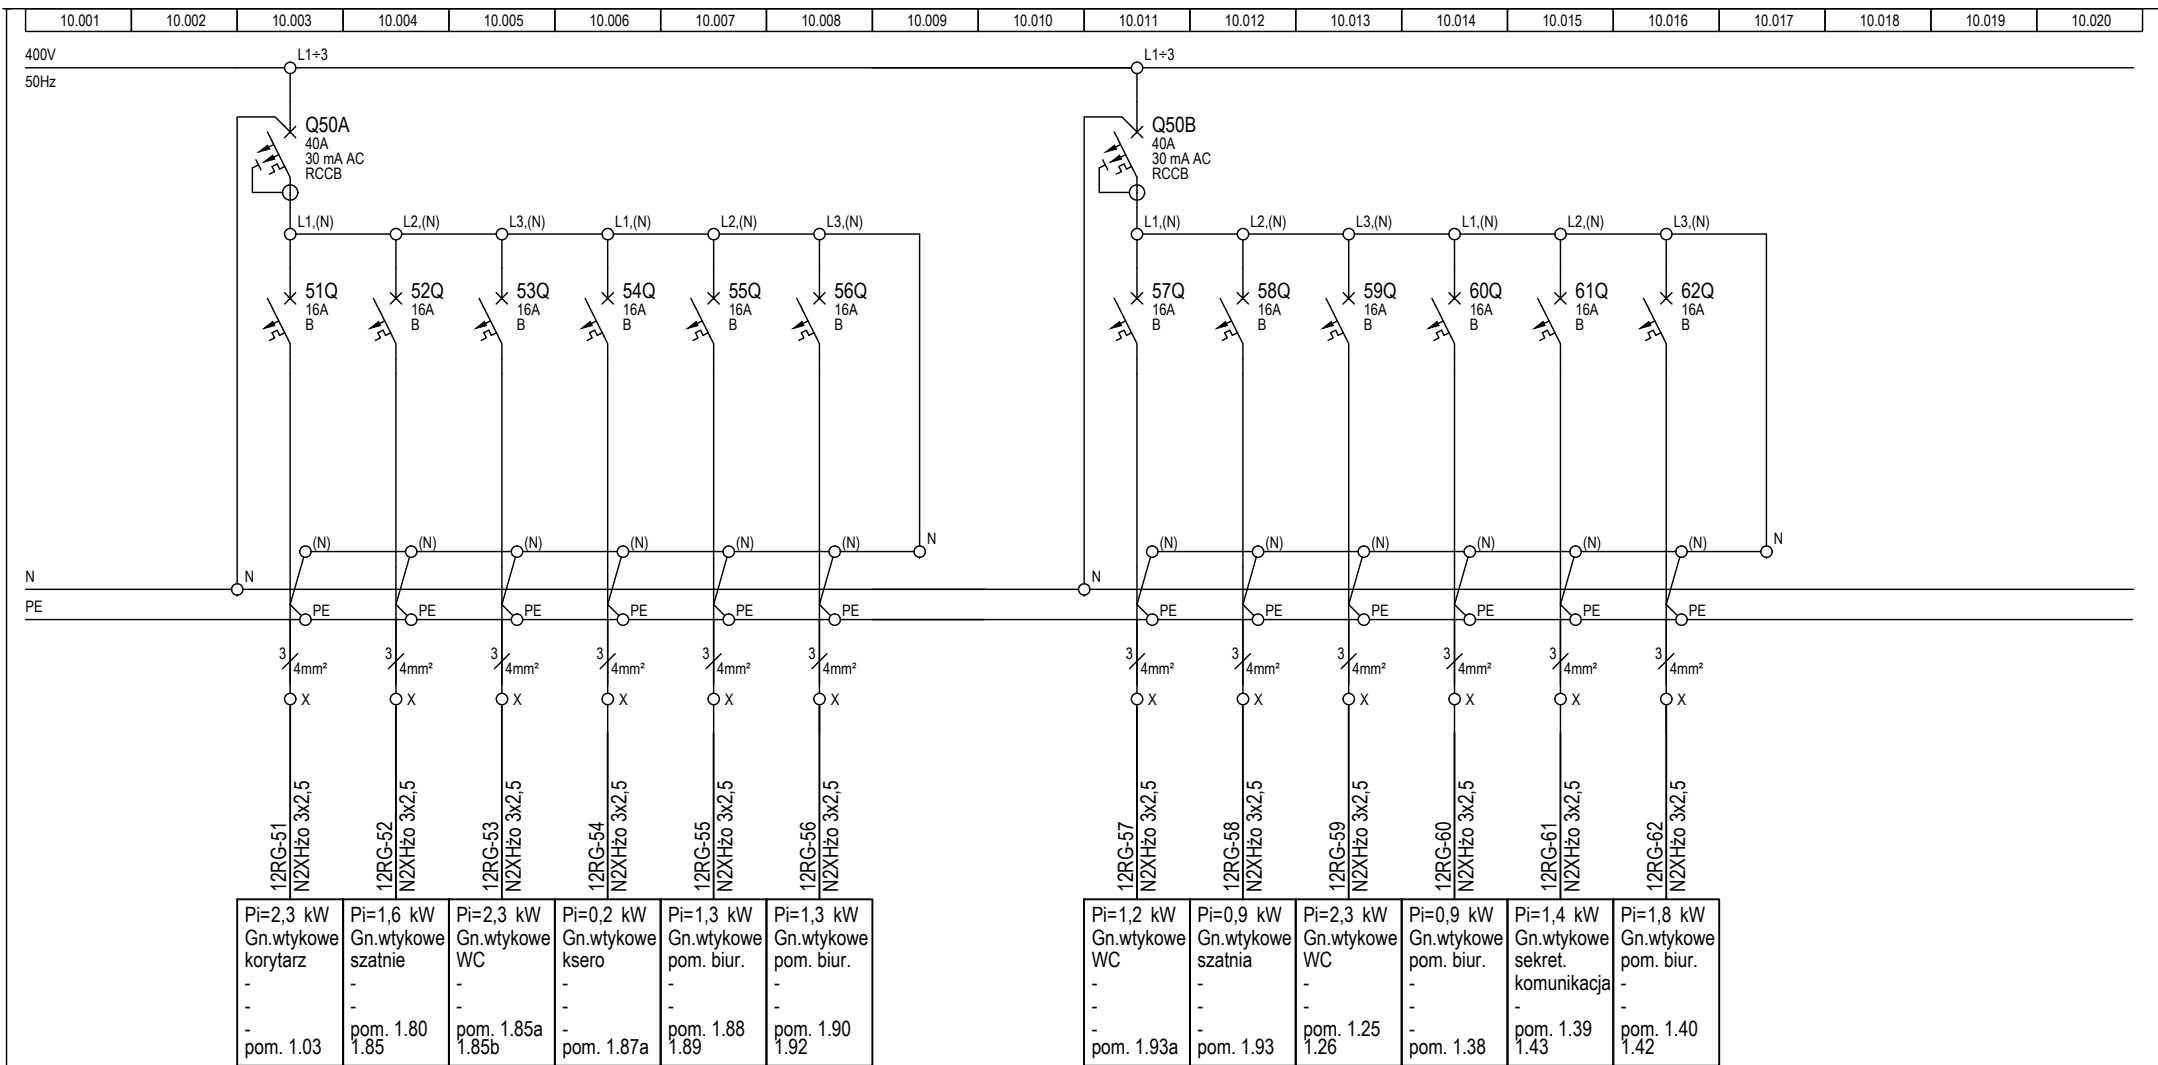 10.001 10.002 10.003 10.004 10.005 10.006 10.007 10.008 10.009 10.010 10.011 10.012 10.013 10.014 10.015 10.016 10.017 10.018 10.019 10.020
400V L1÷3 L1÷3
50Hz
Q50A Q50B
40A 40A
30 mA AC 30 mA AC
RCCB RCCB
L1,(N) L2,(N) L3,(N) L1,(N) L2,(N) L3,(N) L1,(N) L2,(N) L3,(N) L1,(N) L2,(N) L3,(N)
51Q 52Q 53Q 54Q 55Q 56Q 57Q 58Q 59Q 60Q 61Q 62Q
16A 16A 16A 16A 16A 16A 16A 16A 16A 16A 16A 16A
B B B B B B B B B B B B
(N) (N) (N) (N) (N) (N) N (N) (N) (N) (N) (N) (N) N
N N N
PE PE PE PE PE PE PE PE PE PE PE PE PE
3 3 3 3 3 3 3 3 3 3 3 3
4mm² 4mm² 4mm² 4mm² 4mm² 4mm² 4mm² 4mm² 4mm² 4mm² 4mm² 4mm²
X X X X X X X X X X X X
12RG-51
N2XHżo 3x2,5
12RG-52
N2XHżo 3x2,5
12RG-53
N2XHżo 3x2,5
12RG-54
N2XHżo 3x2,5
12RG-55
N2XHżo 3x2,5
12RG-56
N2XHżo 3x2,5
12RG-57
N2XHżo 3x2,5
12RG-58
N2XHżo 3x2,5
12RG-59
N2XHżo 3x2,5
12RG-60
N2XHżo 3x2,5
12RG-61
N2XHżo 3x2,5
12RG-62
N2XHżo 3x2,5
Pi=2,3 kW
Gn.wtykowe
korytarz
-
-
-
pom. 1.03
Pi=1,6 kW
Gn.wtykowe
szatnie
-
-
pom. 1.80
1.85
Pi=2,3 kW
Gn.wtykowe
WC
-
-
pom. 1.85a
1.85b
Pi=0,2 kW
Gn.wtykowe
ksero
-
-
-
pom. 1.87a
Pi=1,3 kW
Gn.wtykowe
pom. biur.
-
-
pom. 1.88
1.89
Pi=1,3 kW
Gn.wtykowe
pom. biur.
-
-
pom. 1.90
1.92
Pi=1,2 kW
Gn.wtykowe
WC
-
-
-
pom. 1.93a
Pi=0,9 kW
Gn.wtykowe
szatnia
-
-
-
pom. 1.93
Pi=2,3 kW
Gn.wtykowe
WC
-
-
pom. 1.25
1.26
Pi=0,9 kW
Gn.wtykowe
pom. biur.
-
-
-
pom. 1.38
Pi=1,4 kW
Gn.wtykowe
sekret.
komunikacja
-
pom. 1.39
1.43
Pi=1,8 kW
Gn.wtykowe
pom. biur.
-
-
pom. 1.40
1.42